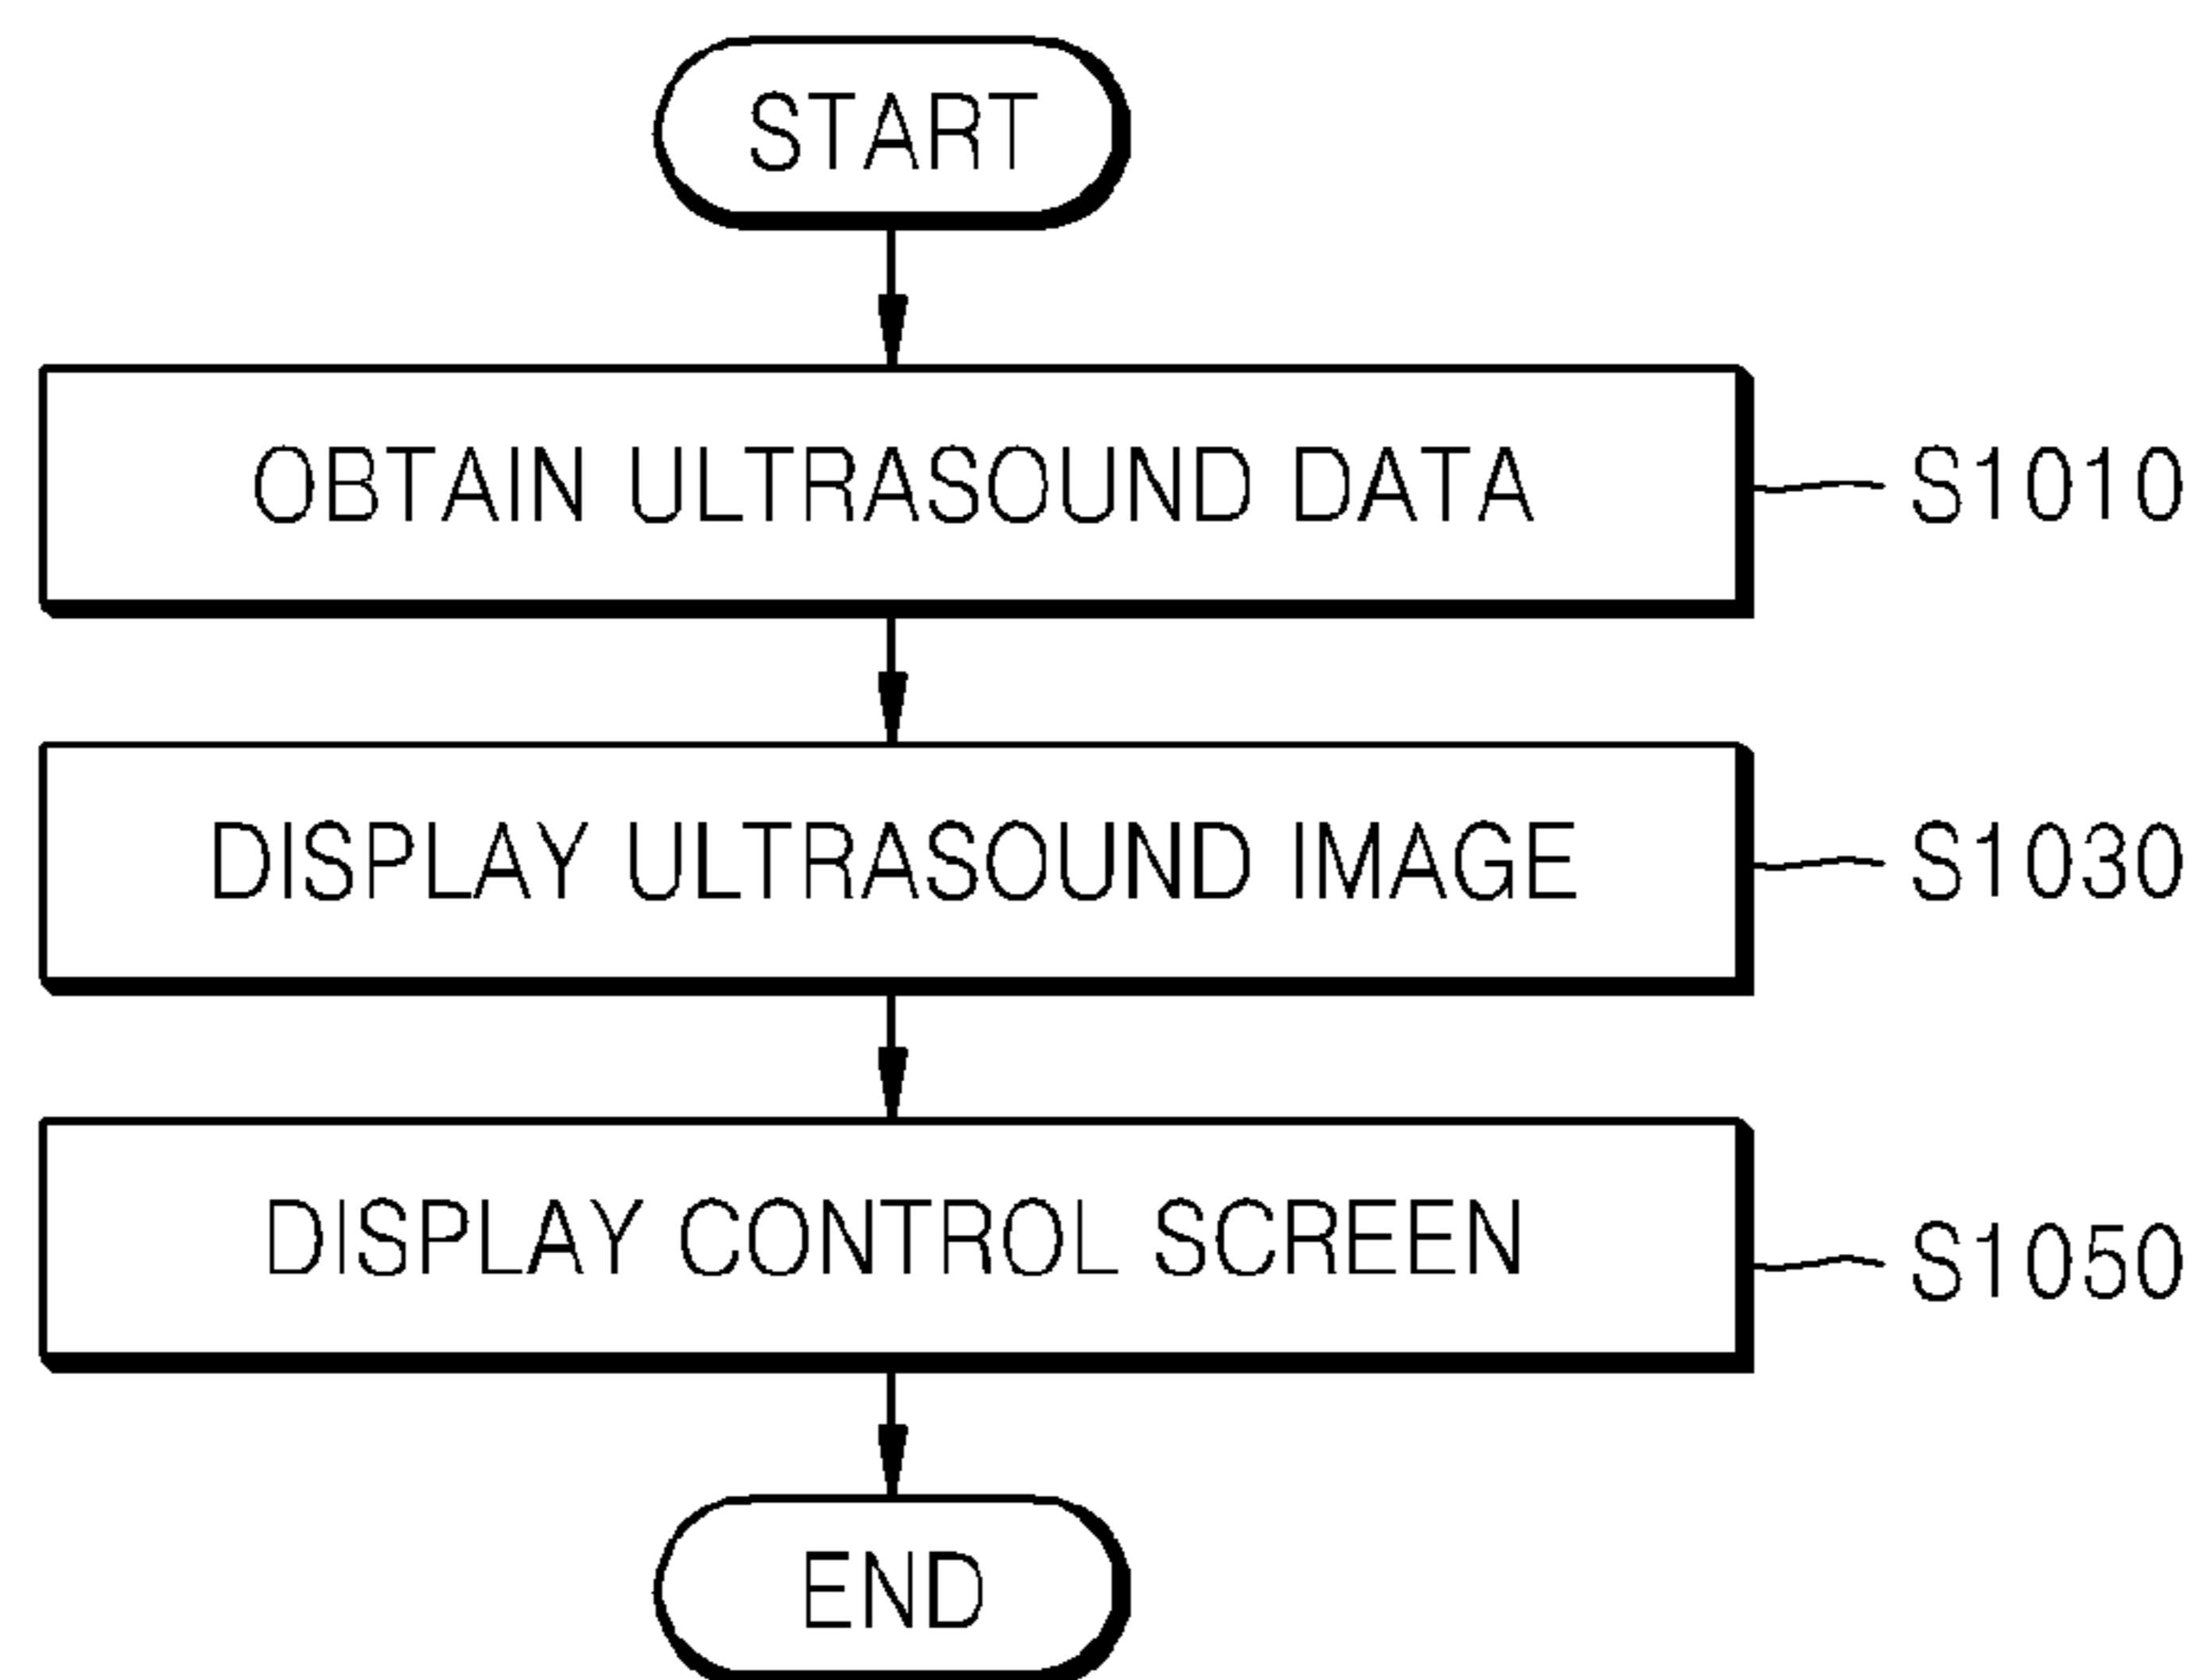 START
OBTAIN ULTRASOUND DATA
S1010
DISPLAY ULTRASOUND IMAGE
S1030
DISPLAY CONTROL SCREEN
S1050
END